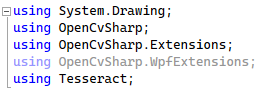 using System.Drawing;
using OpenCvSharp;
using OpenCvSharp.Extensions;
using OpenCvSharp.WpfExtensions;
using Tesseract;